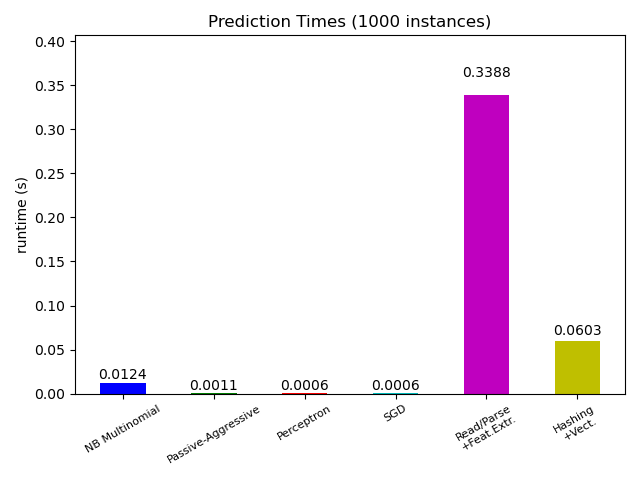 Prediction Times (1000 instances)
runtime (s)
0.40
0.35
0.30
0.25
0.20
0.15
0.10
0.05
0.00
0.0124
0.0011
0.0006
0.0006
0.3388
0.0603
NB Multinomial
Passive-Aggressive
Perceptron
SGD
Read/Parse
+Feat.Extr.
Hashing
+Vect.